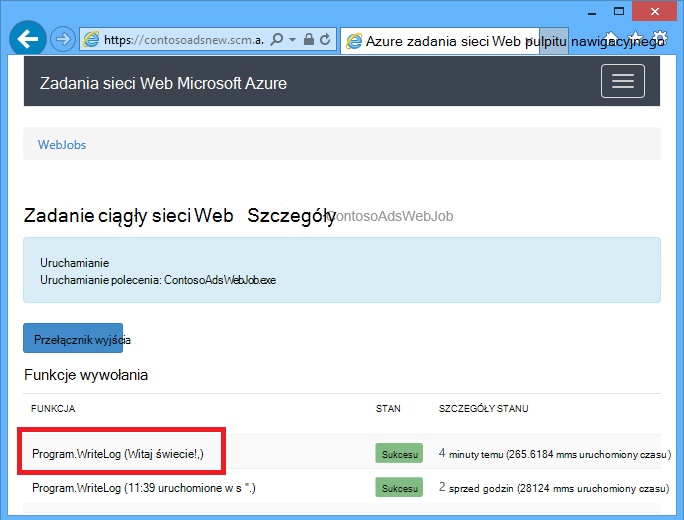 https://contosoadsnew.scm.a. Azure zadania sieci Web pulpitu nawigacyjnego
Zadania sieci Web Microsoft Azure
WebJobs
Zadanie ciągły sieci Web Szczegóły ContosoAdsWebJob
Uruchamianie
Uruchamianie polecenia: ContosoAdsWebJob.exe
Przełącznik wyjścia
Funkcje wywołania
FUNKCJA STAN SZCZEGÓŁY STANU
Program.WriteLog (Witaj świecie!,) Sukcesu 4 minuty temu (265.6184 mms uruchomiony czasu)
Program.WriteLog (11:39 uruchomione w s ".) Sukcesu 2 sprzed godzin (28124 mms uruchomiony czasu)